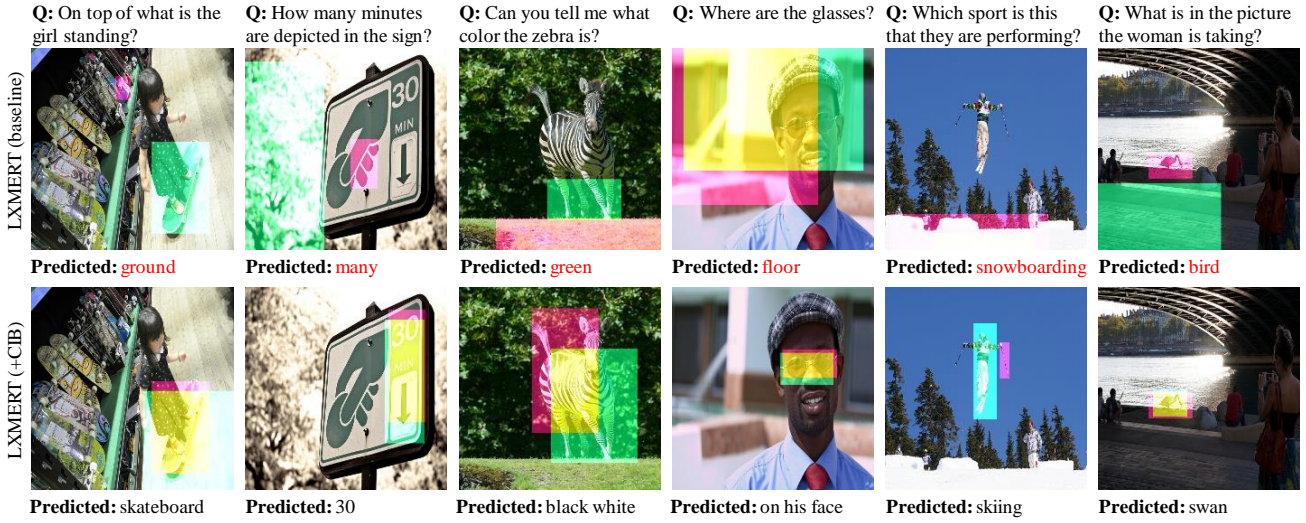 Q: On top of what is the
girl standing?
Q: How many minutes
are depicted in the sign?
Q: Can you tell me what
color the zebra is?
Q: Where are the glasses?
Q: Which sport is this
that they are performing?
Q: What is in the picture
the woman is taking?
LXMERT (baseline)
30
MIN
Predicted: ground
Predicted: many
Predicted: green
Predicted: floor
Predicted: snowboarding
Predicted: bird
LXMERT (+CIB)
30
MIN
Predicted: skateboard
Predicted: 30
Predicted: black white
Predicted: on his face
Predicted: skiing
Predicted: swan